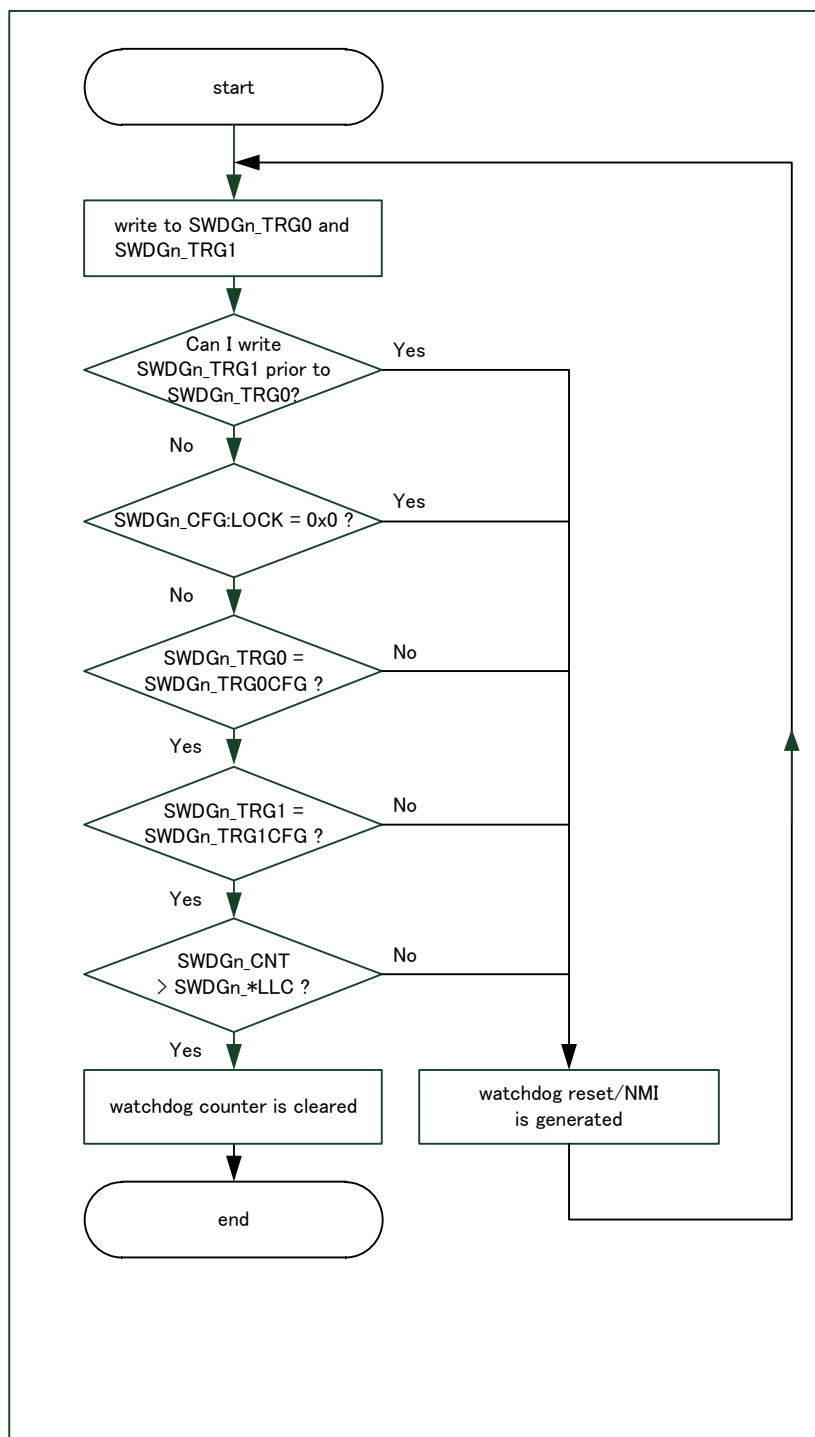 start
write to SWDGn_TRG0 and
SWDGn_TRG1
Can I write
SWDGn_TRG1 prior to
SWDGn_TRG0?
Yes
No
SWDGn_CFG:LOCK = 0x0 ?
Yes
No
SWDGn_TRG0 =
SWDGn_TRG0CFG ?
No
Yes
SWDGn_TRG1 =
SWDGn_TRG1CFG ?
No
Yes
SWDGn_CNT
> SWDGn_*LLC ?
No
Yes
watchdog counter is cleared
watchdog reset/NMI
is generated
end